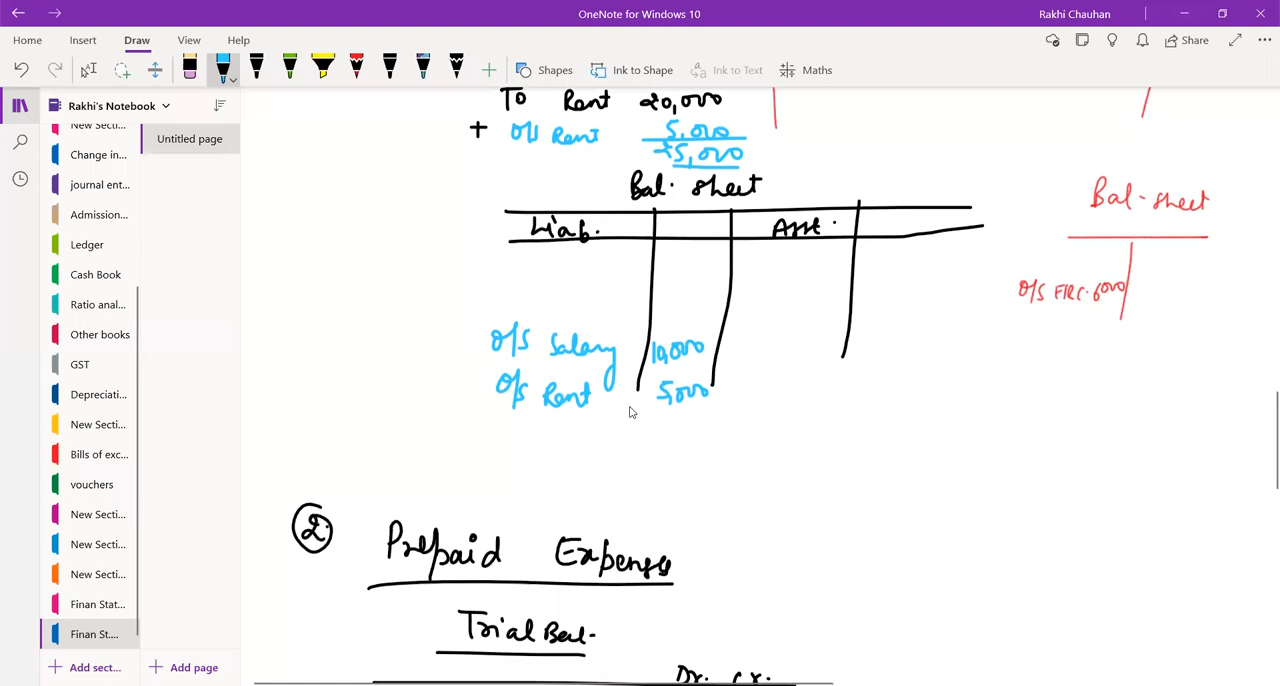 OneNote for Windows 10
Rakhi Chauhan
Home Insert Draw View Help
Share
Shapes Ink to Shape Ink to Text Maths
Rakhi's Notebook
New Secti...
Change in...
journal ent...
Admission...
Ledger
Cash Book
Ratio anal...
Other books
GST
Depreciati...
New Secti...
Bills of exc...
vouchers
New Secti...
New Secti...
New Secti...
Finan Stat...
Finan St....
Add sect...
Untitled page
Add page
To Rent 20,000
+ O/S Rent 5,000
5,000
Bal. sheet
Liab. Asst.
O/S Salary 10,000
O/S Rent 5,000
Bal-sheet
O/S 6000
2.
Prepaid Expenses
Trial Bal-
Dr. Cr.